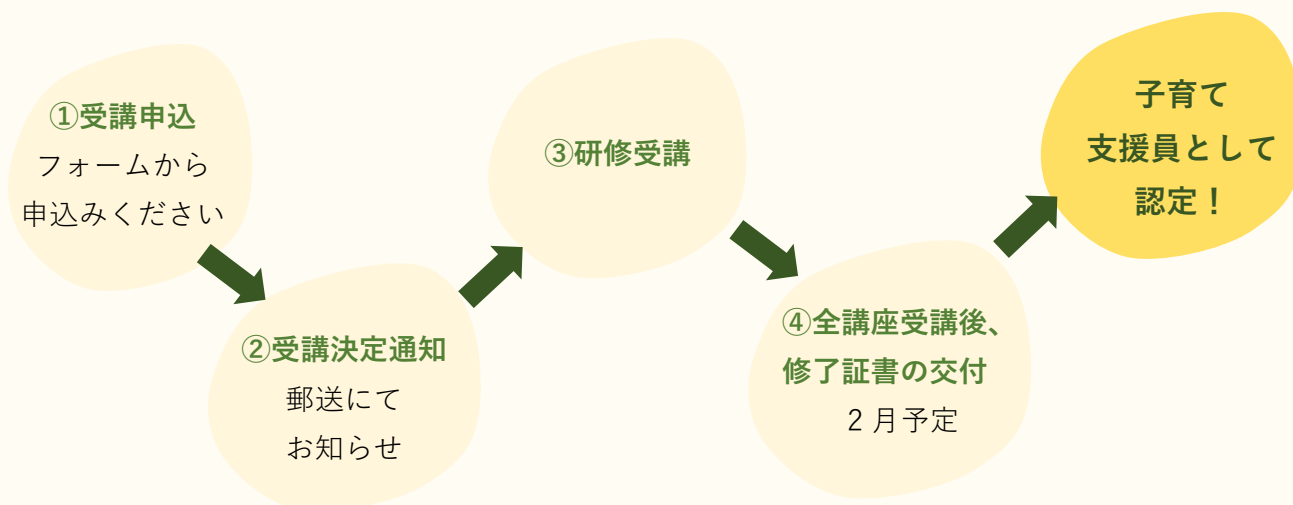 ①受講申込
フォームから
申込みください
②受講決定通知
郵送にて
お知らせ
③研修受講
④全講座受講後、
修了証書の交付
2月予定
子育て
支援員として
認定！